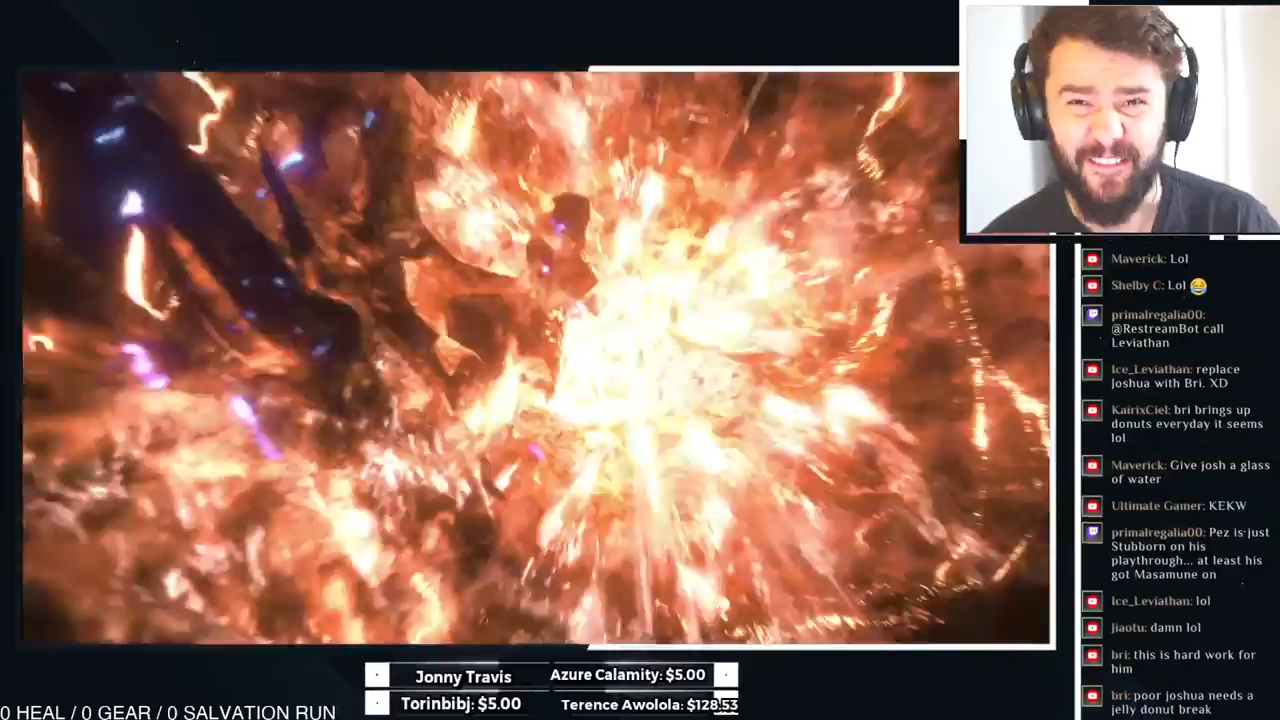 Maverick: Lol
Shelby C: Lol 😂
primalregalia00:
@RestreamBot call
Leviathan
Ice_Leviathan: replace
Joshua with Bri. XD
KairixCiel: bri brings up
donuts everyday it seems
lol
Maverick: Give josh a glass
of water
Ultimate Gamer: KEKW
primalregalia00: Pez is just
Stubborn on his
playthrough... at least his
got Masamune on
Ice_Leviathan: lol
Jiaotu: damn lol
bri: this is hard work for
him
bri: poor joshua needs a
jelly donut break
Jonny Travis
Azure Calamity: $5.00
Torinbibj: $5.00
Terence Awolola: $128.53
0 HEAL / 0 GEAR / 0 SALVATION RUN